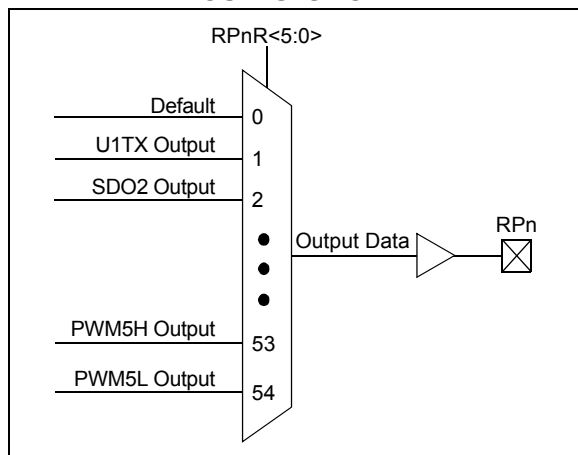 RPnR<5:0>
Default
0
U1TX Output
1
SDO2 Output
2
Output Data
RPn
PWM5H Output
53
PWM5L Output
54